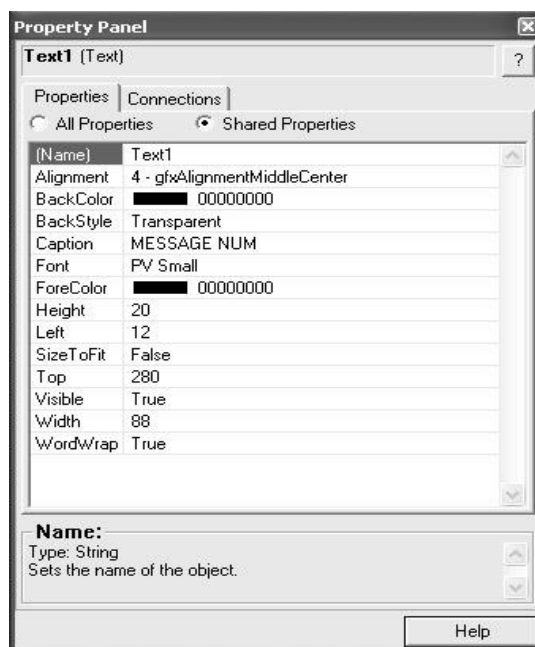 Property Panel
Text1 (Text)
?
Properties Connections
All Properties Shared Properties
(Name) Text1
Alignment 4 - gfxAlignmentMiddleCenter
BackColor 00000000
BackStyle Transparent
Caption MESSAGE NUM
Font PV Small
ForeColor 00000000
Height 20
Left 12
SizeToFit False
Top 280
Visible True
Width 88
WordWrap True
Name:
Type: String
Sets the name of the object.
Help